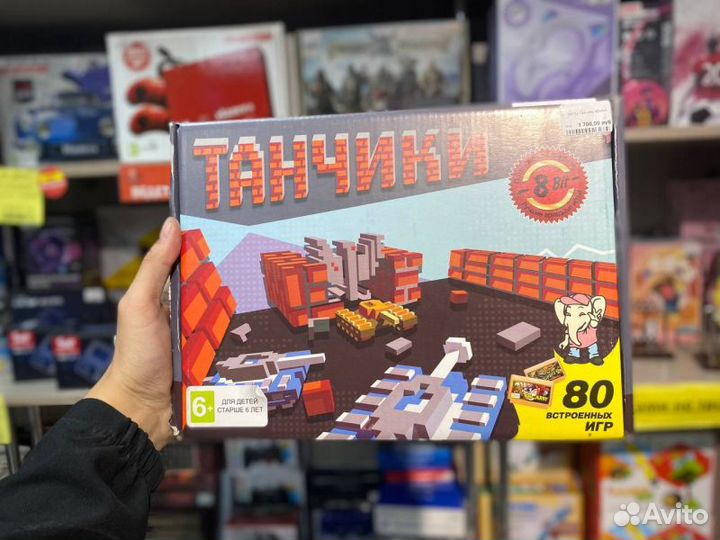 ТАНЧИКИ
8 Bit
6+
ДЛЯ ДЕТЕЙ
СТАРШЕ 6 ЛЕТ
80
ВСТРОЕННЫХ
ИГР
Avito